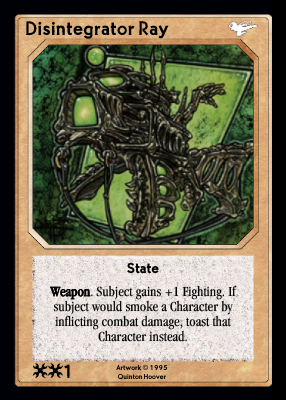 Disintegrator Ray
State
Weapon. Subject gains +1 Fighting. If
subject would smoke a Character by
inflicting combat damage, toast that
Character instead.
1
Artwork © 1995
Quinton Hoover